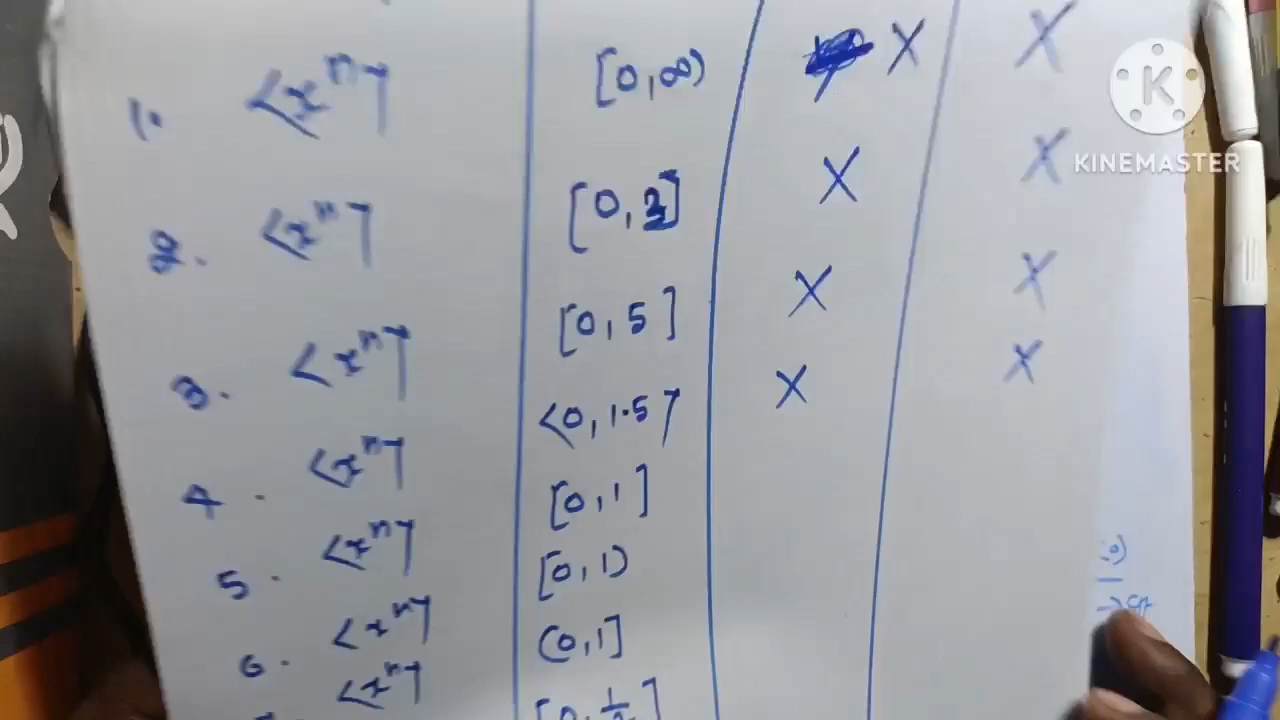 1. <xⁿ> [0,∞) X X
2. <xⁿ> [0,2] X X
3. <xⁿ> [0,5] X X
4. <xⁿ> <0,1.5> X X
5. <xⁿ> [0,1]
6. <xⁿ> [0,1)
<xⁿ> (0,1]
KINEMASTER